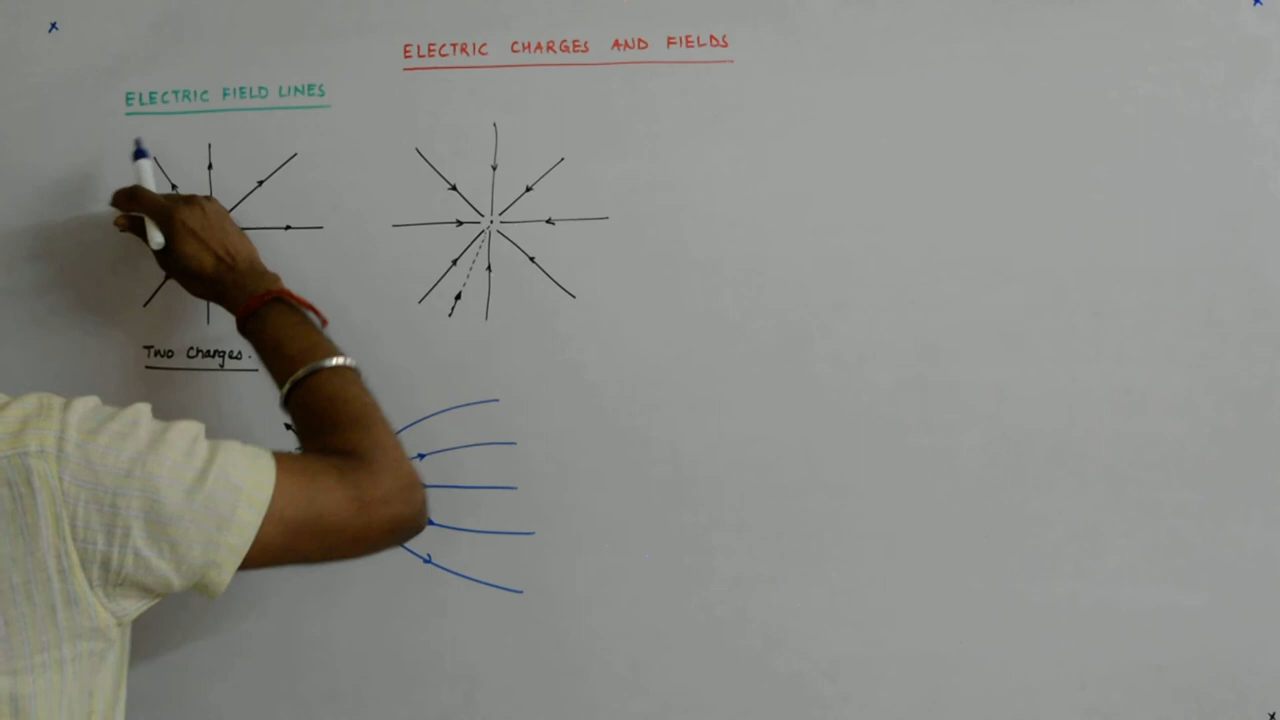 ELECTRIC CHARGES AND FIELDS
ELECTRIC FIELD LINES
Two Charges.